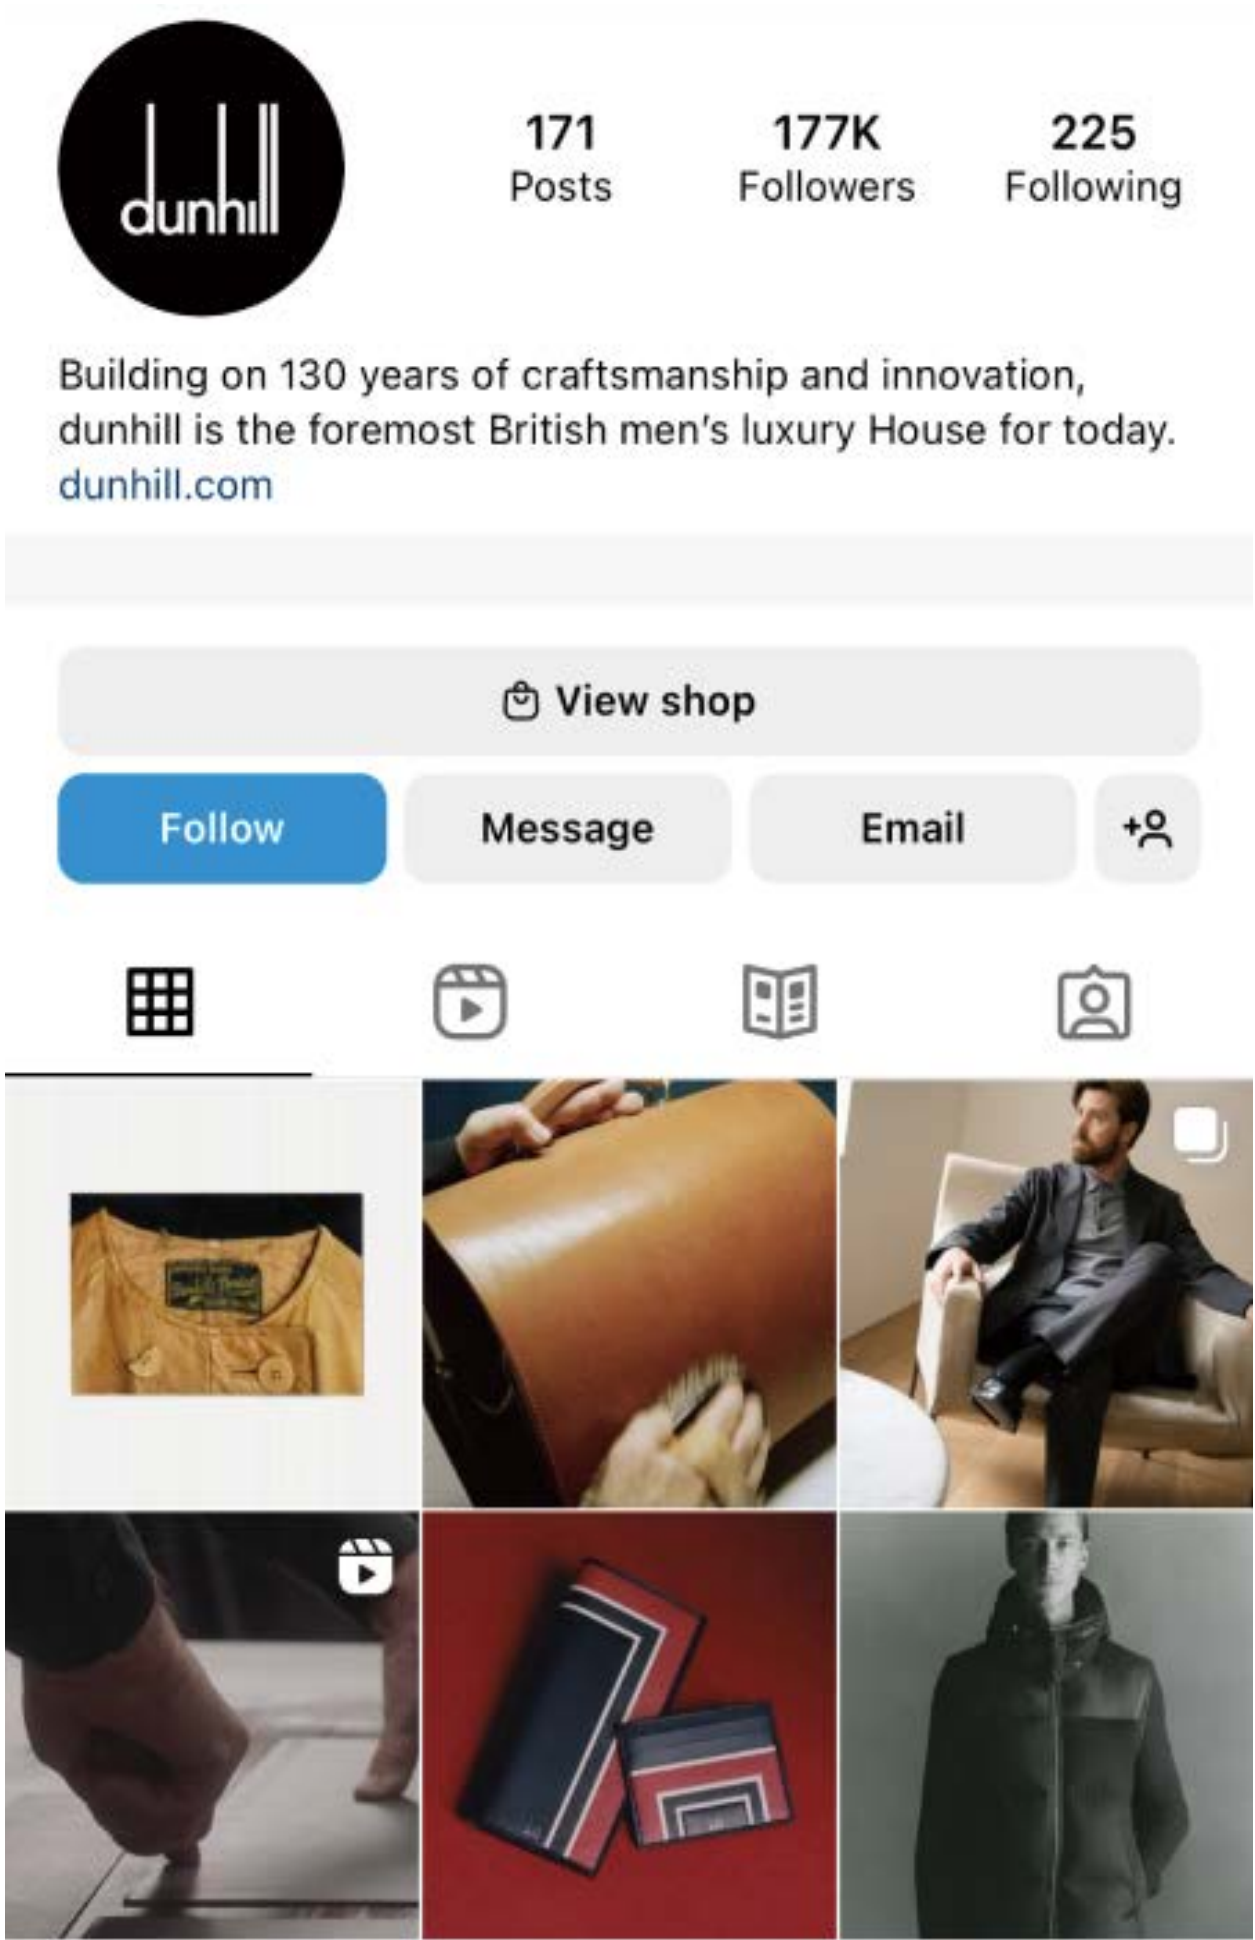 dunhill
171
Posts
177K
Followers
225
Following
Building on 130 years of craftsmanship and innovation,
dunhill is the foremost British men's luxury House for today.
dunhill.com
View shop
Follow
Message
Email